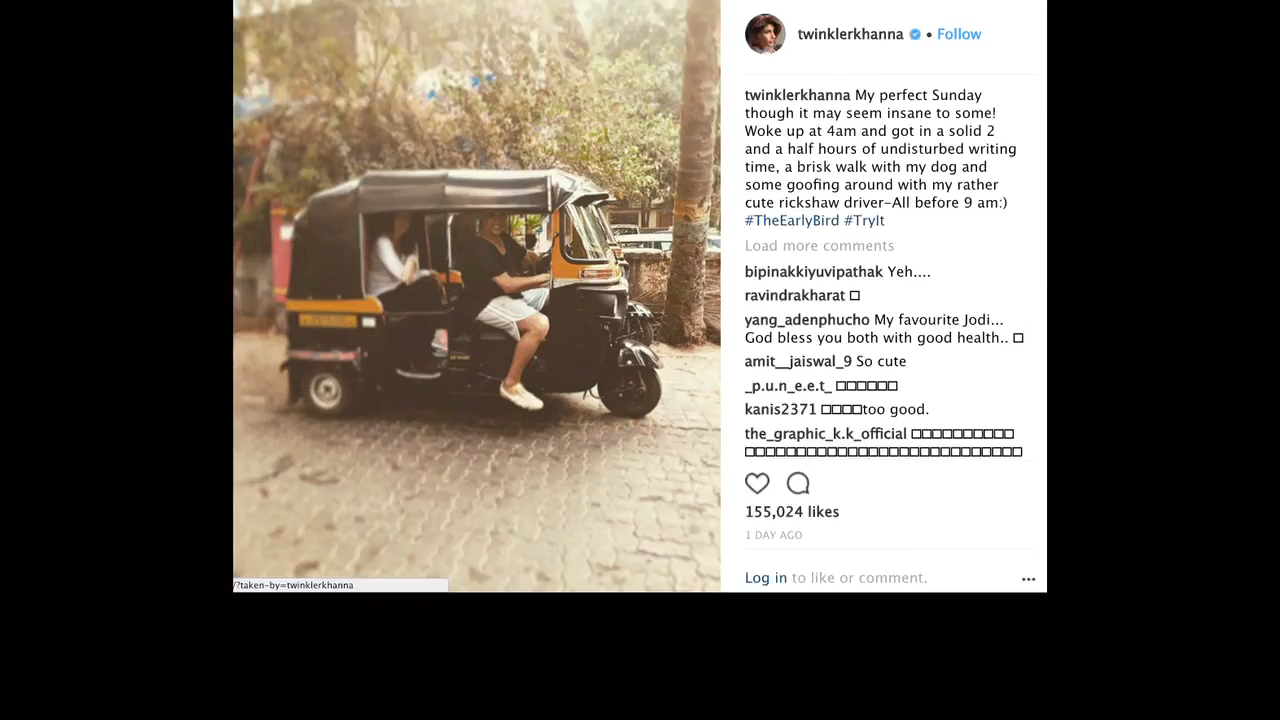 twinklerkhanna • Follow
twinklerkhanna My perfect Sunday
though it may seem insane to some!
Woke up at 4am and got in a solid 2
and a half hours of undisturbed writing
time, a brisk walk with my dog and
some goofing around with my rather
cute rickshaw driver-All before 9 am:)
#TheEarlyBird #TryIt
Load more comments
bipinakkiyuvipathak Yeh....
ravindrakharat
yang_adenphucho My favourite Jodi...
God bless you both with good health..
amit__jaiswal_9 So cute
_p.u.n_e.e.t_
kanis2371 too good.
the_graphic_k.k_official
155,024 likes
1 DAY AGO
Log in to like or comment.
/?taken-by=twinklerkhanna